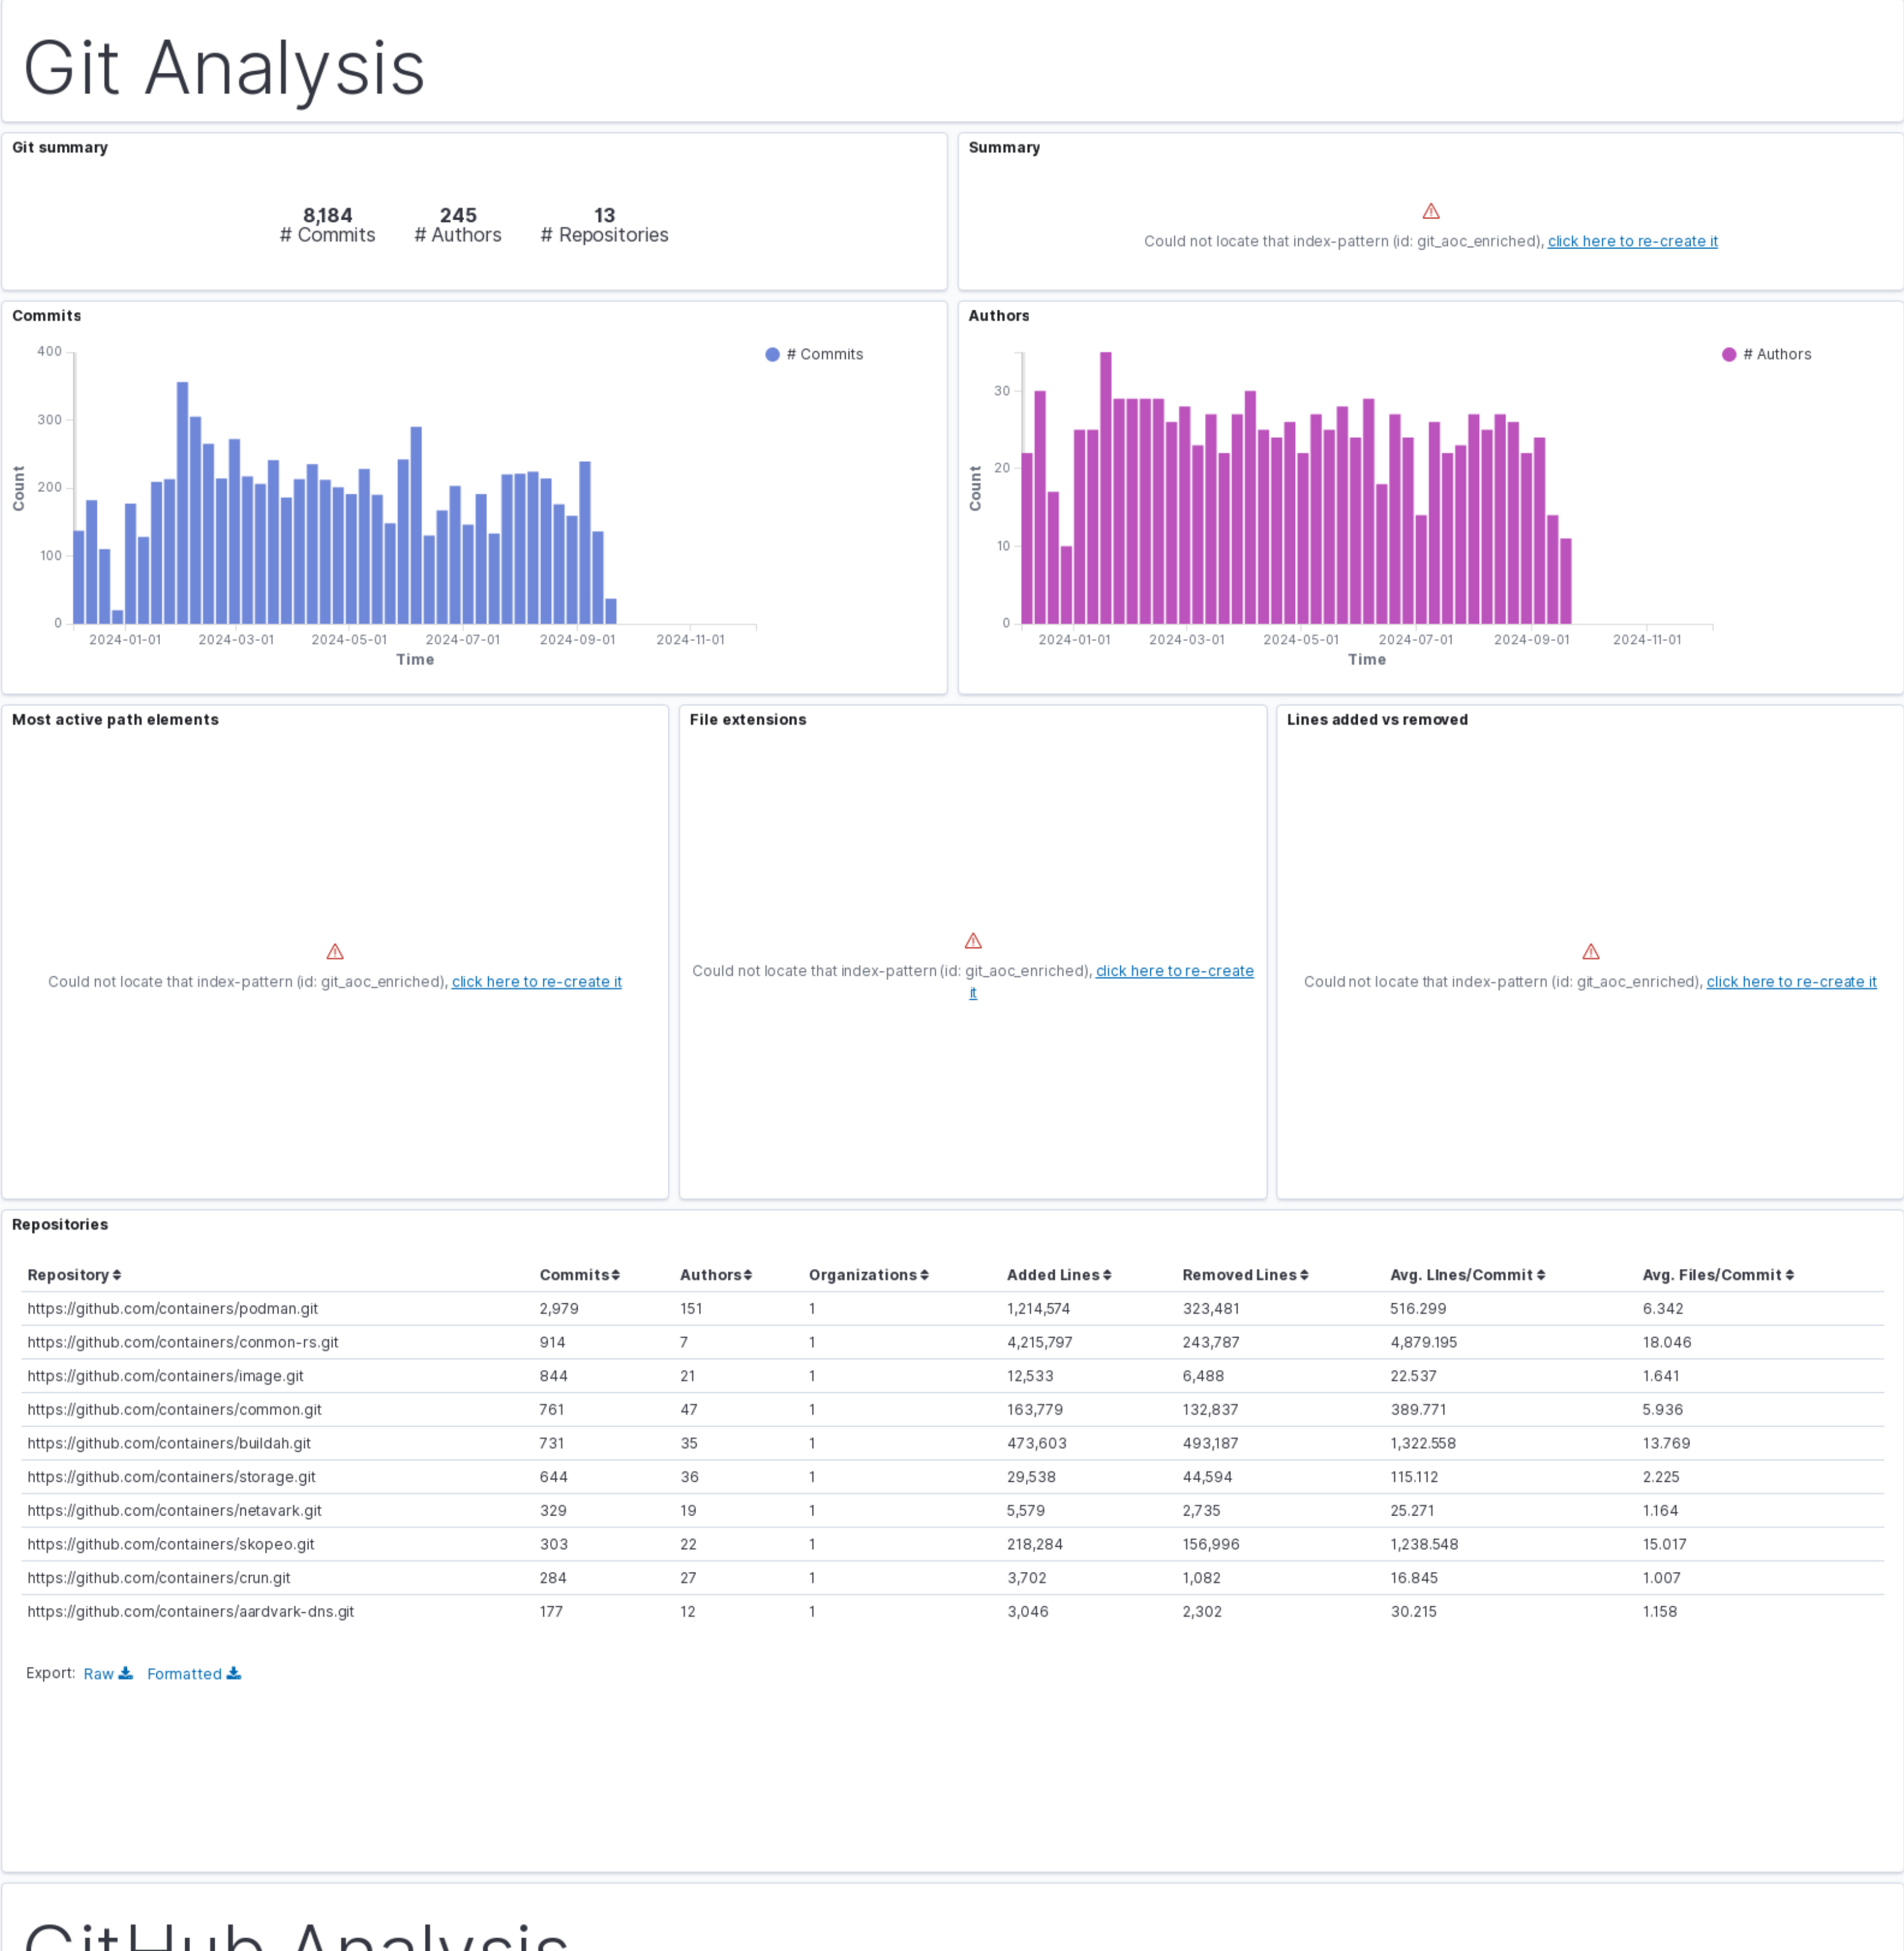 Git Analysis
Git summary
8,184
# Commits
245
# Authors
13
# Repositories
Summary
Could not locate that index-pattern (id: git_aoc_enriched), click here to re-create it
Commits
400
300
200
100
0
Count
2024-01-01 2024-03-01 2024-05-01 2024-07-01 2024-09-01 2024-11-01
Time
# Commits
Authors
30
20
10
0
Count
2024-01-01 2024-03-01 2024-05-01 2024-07-01 2024-09-01 2024-11-01
Time
# Authors
Most active path elements
Could not locate that index-pattern (id: git_aoc_enriched), click here to re-create it
File extensions
Could not locate that index-pattern (id: git_aoc_enriched), click here to re-create
it
Lines added vs removed
Could not locate that index-pattern (id: git_aoc_enriched), click here to re-create it
Repositories
Repository Commits Authors Organizations Added Lines Removed Lines Avg. LInes/Commit Avg. Files/Commit
https://github.com/containers/podman.git 2,979 151 1 1,214,574 323,481 516.299 6.342
https://github.com/containers/conmon-rs.git 914 7 1 4,215,797 243,787 4,879.195 18.046
https://github.com/containers/image.git 844 21 1 12,533 6,488 22.537 1.641
https://github.com/containers/common.git 761 47 1 163,779 132,837 389.771 5.936
https://github.com/containers/buildah.git 731 35 1 473,603 493,187 1,322.558 13.769
https://github.com/containers/storage.git 644 36 1 29,538 44,594 115.112 2.225
https://github.com/containers/netavark.git 329 19 1 5,579 2,735 25.271 1.164
https://github.com/containers/skopeo.git 303 22 1 218,284 156,996 1,238.548 15.017
https://github.com/containers/crun.git 284 27 1 3,702 1,082 16.845 1.007
https://github.com/containers/aardvark-dns.git 177 12 1 3,046 2,302 30.215 1.158
Export: Raw Formatted
GitHub Analysis